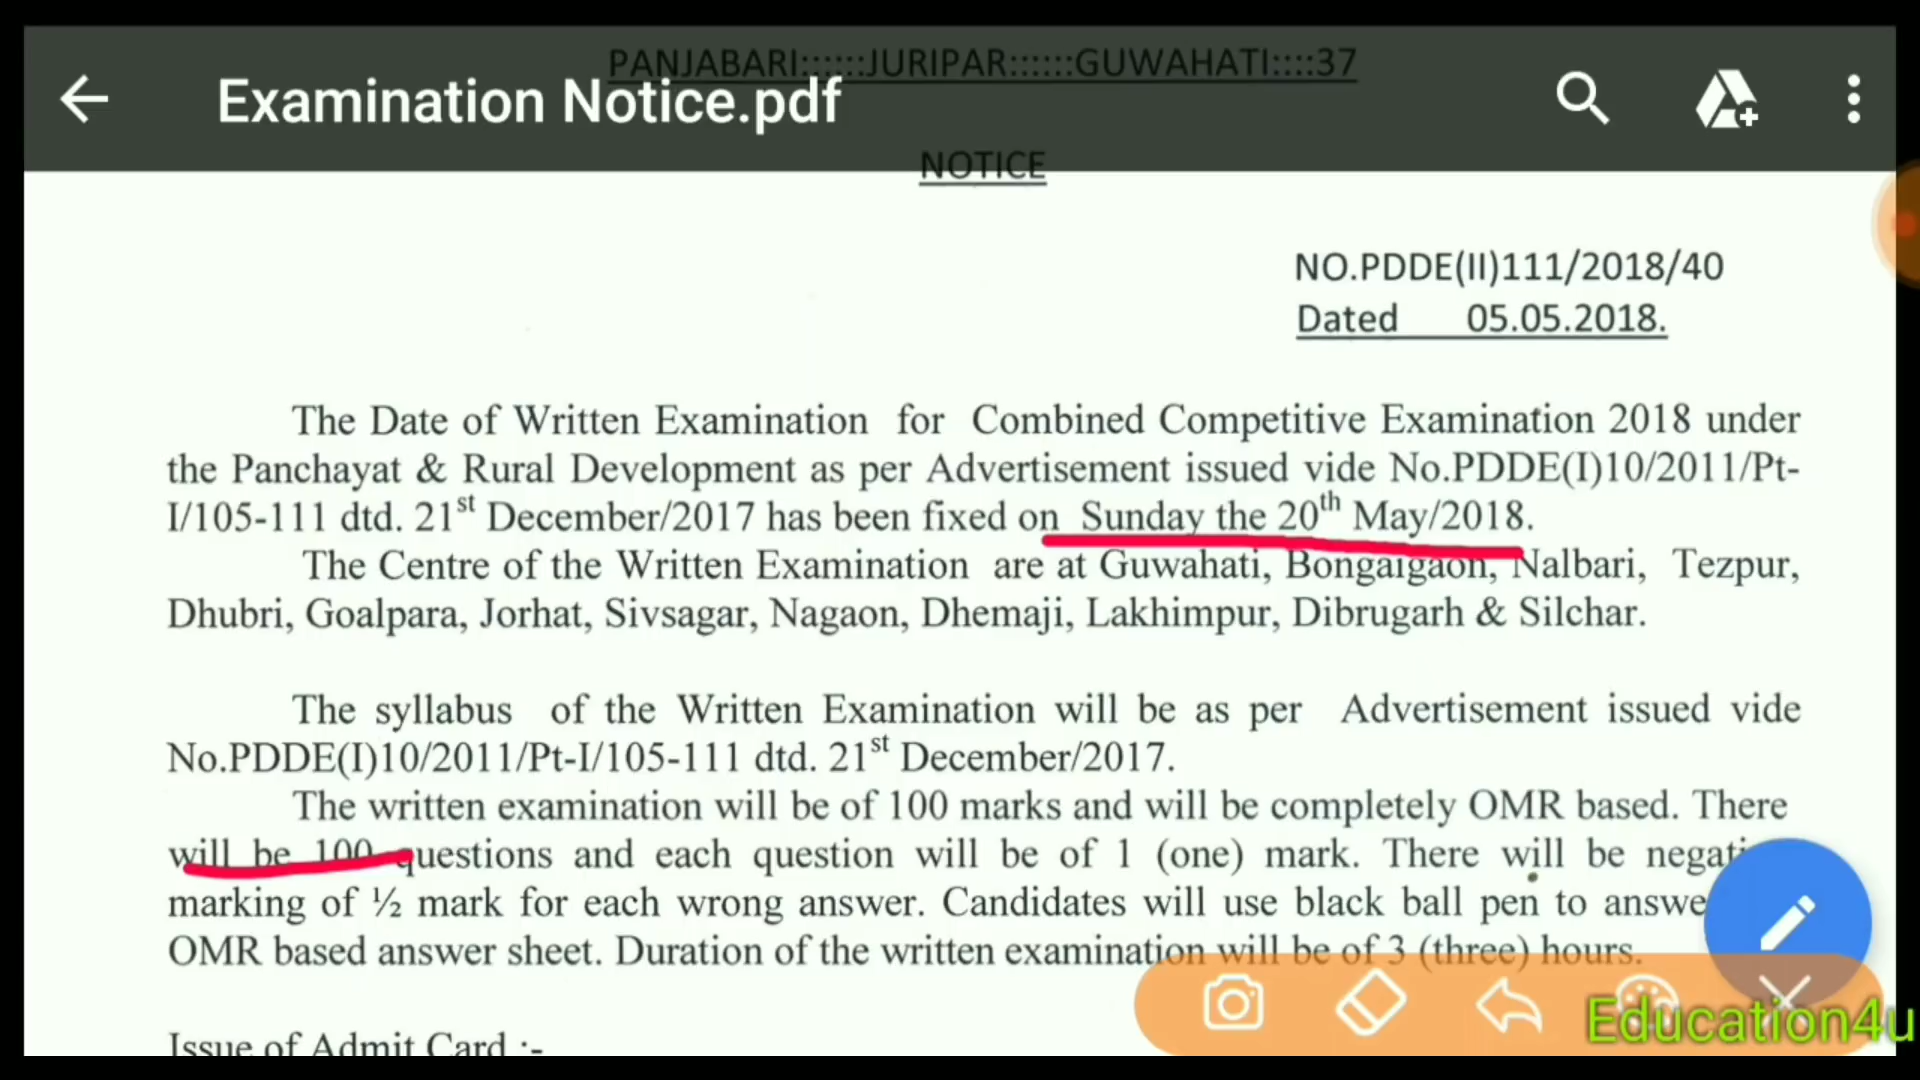 PANJABARI::::::JURIPAR::::::GUWAHATI::::37
Examination Notice.pdf
NOTICE
NO.PDDE(II)111/2018/40
Dated 05.05.2018.
The Date of Written Examination for Combined Competitive Examination 2018 under
the Panchayat & Rural Development as per Advertisement issued vide No.PDDE(I)10/2011/Pt-
I/105-111 dtd. 21st December/2017 has been fixed on Sunday the 20th May/2018.
The Centre of the Written Examination are at Guwahati, Bongaigaon, Nalbari, Tezpur,
Dhubri, Goalpara, Jorhat, Sivsagar, Nagaon, Dhemaji, Lakhimpur, Dibrugarh & Silchar.
The syllabus of the Written Examination will be as per Advertisement issued vide
No.PDDE(I)10/2011/Pt-I/105-111 dtd. 21st December/2017.
The written examination will be of 100 marks and will be completely OMR based. There
will be 100 questions and each question will be of 1 (one) mark. There will be
marking of ½ mark for each wrong answer. Candidates will use black ball pen to
OMR based answer sheet. Duration of the written examination will be of 3 (three) hours.
Issue of Admit Card :-
Education4u